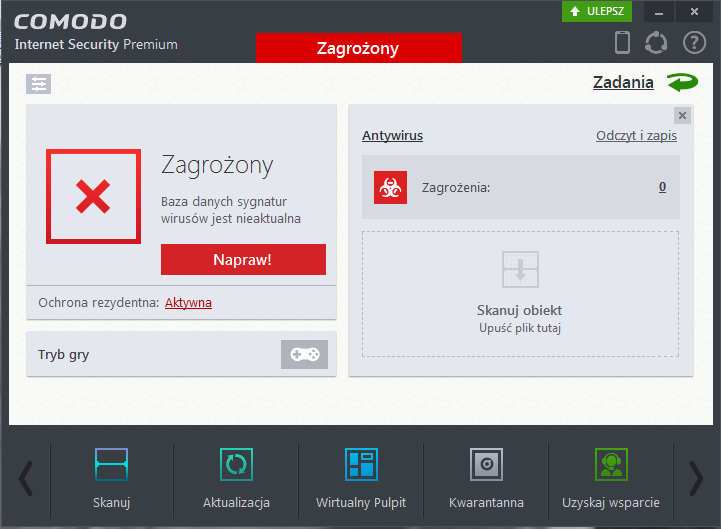 COMODO
Internet Security Premium
ULEPSZ
Zagrożony
Zadania
Zagrożony
Baza danych sygnatur
wirusów jest nieaktualna
Napraw!
Ochrona rezydentna: Aktywna
Tryb gry
Antywirus
Odczyt i zapis
Zagrożenia: 0
Skanuj obiekt
Upuść plik tutaj
Skanuj
Aktualizacja
Wirtualny Pulpit
Kwarantanna
Uzyskaj wsparcie